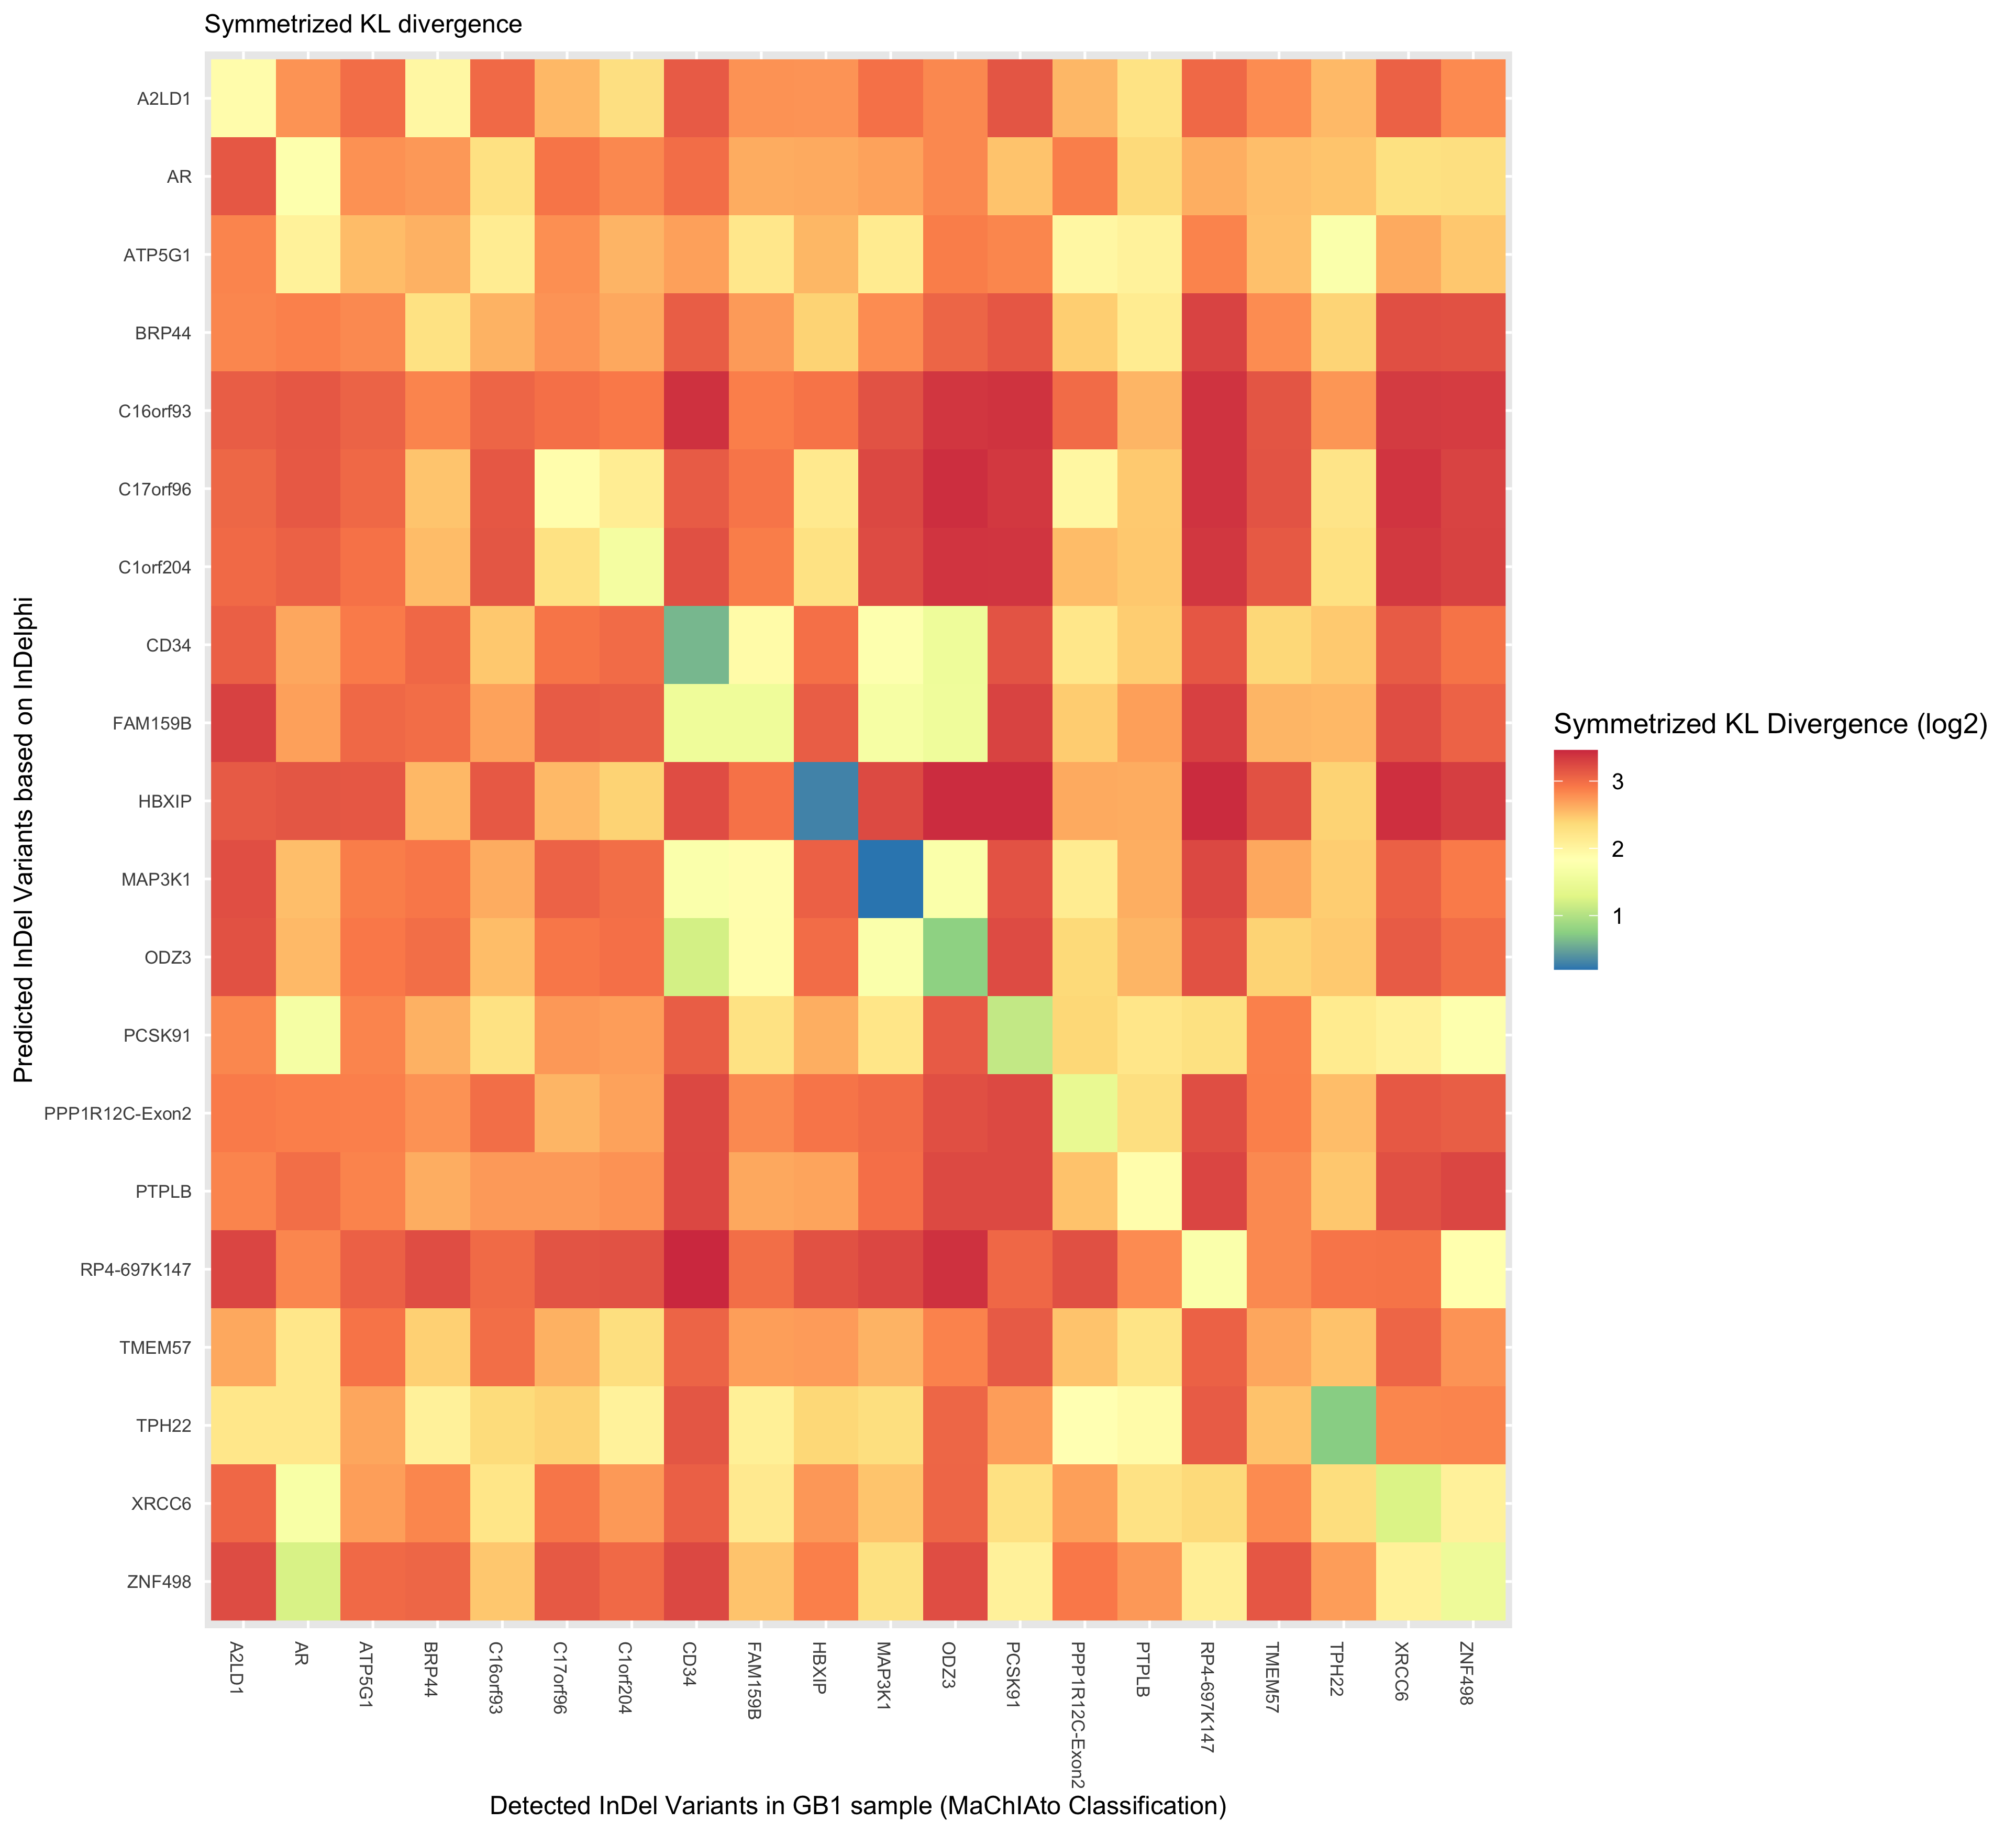 Symmetrized KL divergence
Predicted InDel Variants based on InDelphi
A2LD1
AR
ATP5G1
BRP44
C16orf93
C17orf96
C1orf204
CD34
FAM159B
HBXIP
MAP3K1
ODZ3
PCSK91
PPP1R12C-Exon2
PTPLB
RP4-697K147
TMEM57
TPH22
XRCC6
ZNF498
A2LD1
AR
ATP5G1
BRP44
C16orf93
C17orf96
C1orf204
CD34
FAM159B
HBXIP
MAP3K1
ODZ3
PCSK91
PPP1R12C-Exon2
PTPLB
RP4-697K147
TMEM57
TPH22
XRCC6
ZNF498
Detected InDel Variants in GB1 sample (MaChIAto Classification)
Symmetrized KL Divergence (log2)
3
2
1